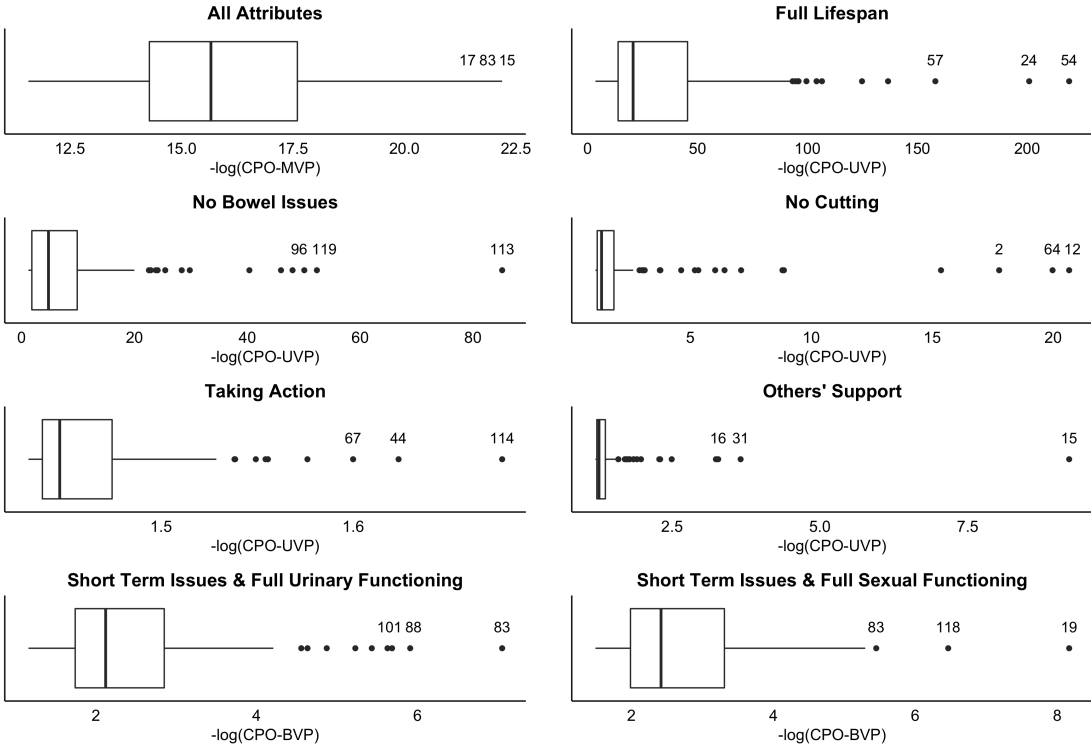 All Attributes
17 83 15
12.5 15.0 17.5 20.0 22.5
-log(CPO-MVP)
Full Lifespan
57 24 54
0 50 100 150 200
-log(CPO-UVP)
No Bowel Issues
96 119 113
0 20 40 60 80
-log(CPO-UVP)
No Cutting
2 64 12
5 10 15 20
-log(CPO-UVP)
Taking Action
67 44 114
1.5 1.6
-log(CPO-UVP)
Others' Support
16 31 15
2.5 5.0 7.5
-log(CPO-UVP)
Short Term Issues & Full Urinary Functioning
101 88 83
2 4 6
-log(CPO-BVP)
Short Term Issues & Full Sexual Functioning
83 118 19
2 4 6 8
-log(CPO-BVP)